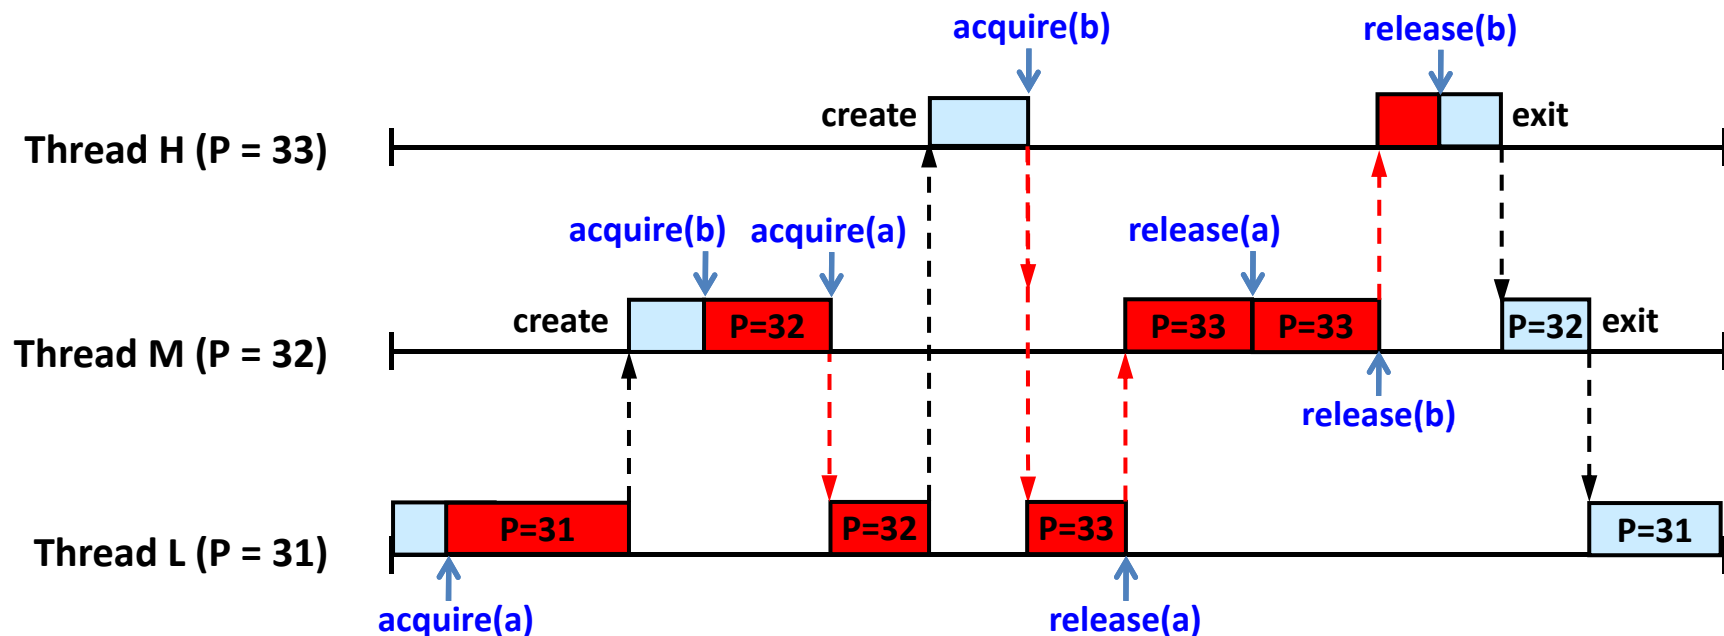 acquire(b)
release(b)
create
exit
Thread H (P = 33)
acquire(b)
acquire(a)
release(a)
create
P=32
P=33
P=33
P=32
exit
Thread M (P = 32)
release(b)
P=31
P=32
P=33
P=31
Thread L (P = 31)
acquire(a)
release(a)